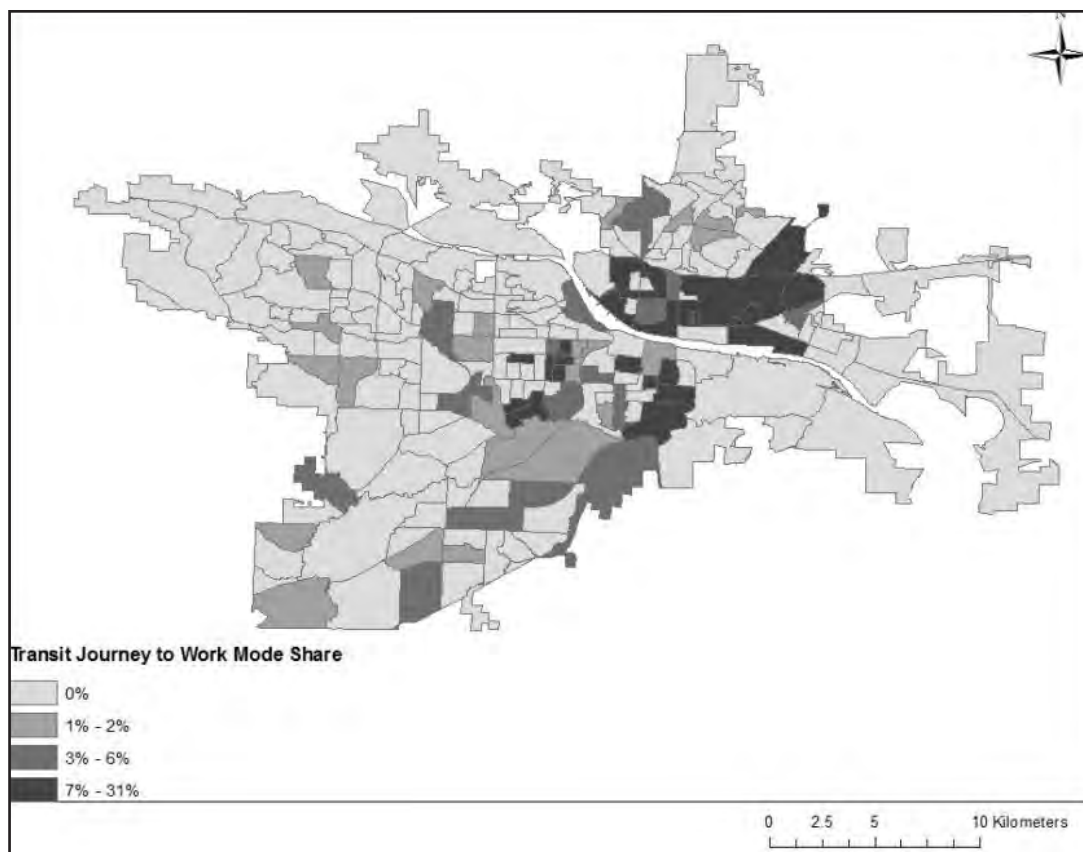 N
Transit Journey to Work Mode Share
0%
1% - 2%
3% - 6%
7% - 31%
0 2.5 5 10 Kilometers